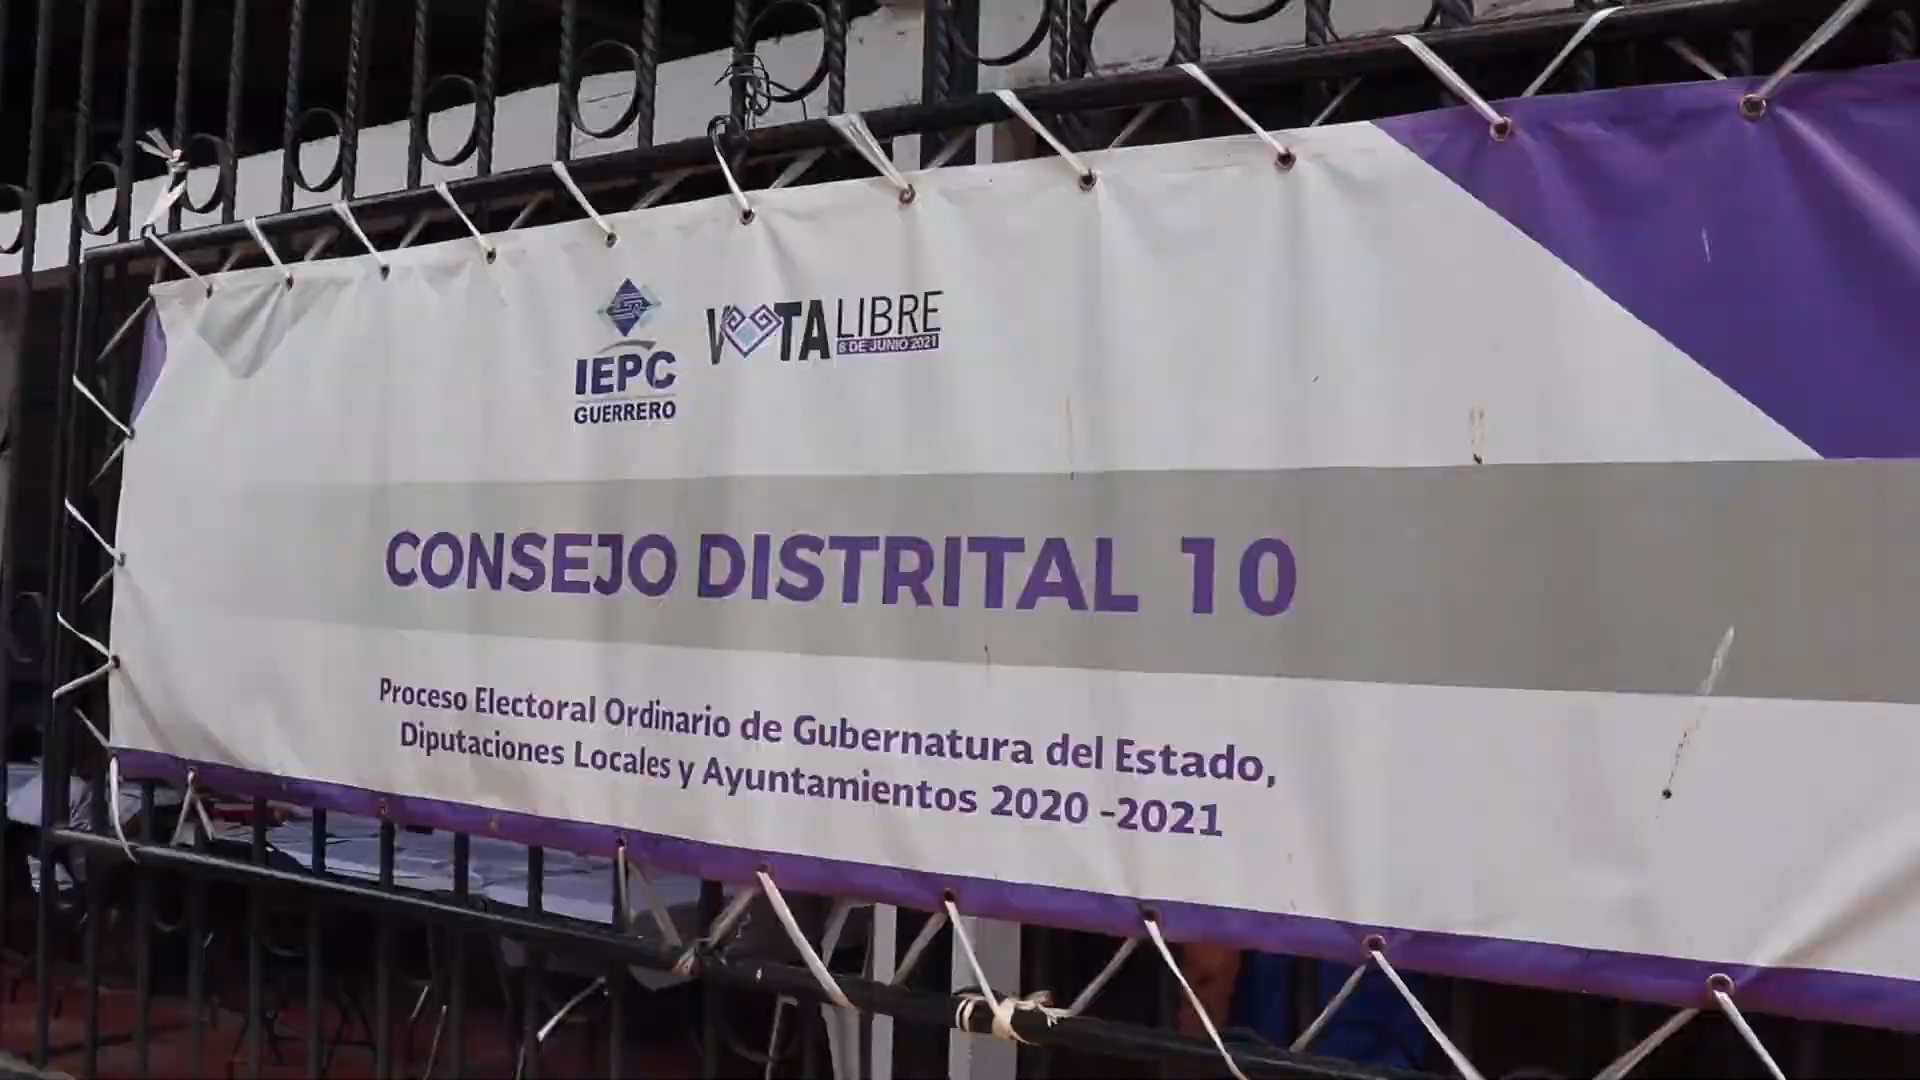 IEPC
GUERRERO
VOTA LIBRE
6 DE JUNIO 2021
CONSEJO DISTRITAL 10
Proceso Electoral Ordinario de Gubernatura del Estado,
Diputaciones Locales y Ayuntamientos 2020 -2021